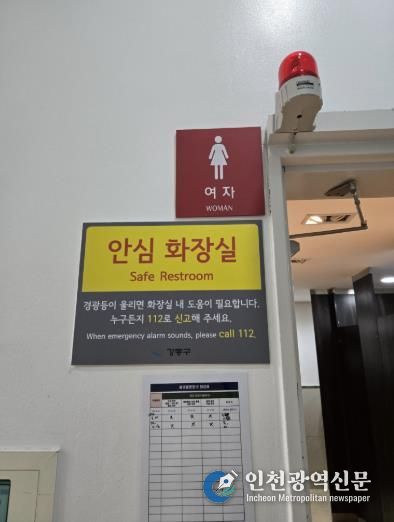 여 자
WOMAN
안심 화장실
Safe Restroom
경광등이 울리면 화장실 내 도움이 필요합니다.
누구든지 112로 신고해 주세요.
When emergency alarm sounds, please call 112.
강동구
인천광역신문
Incheon Metropolitan newspaper